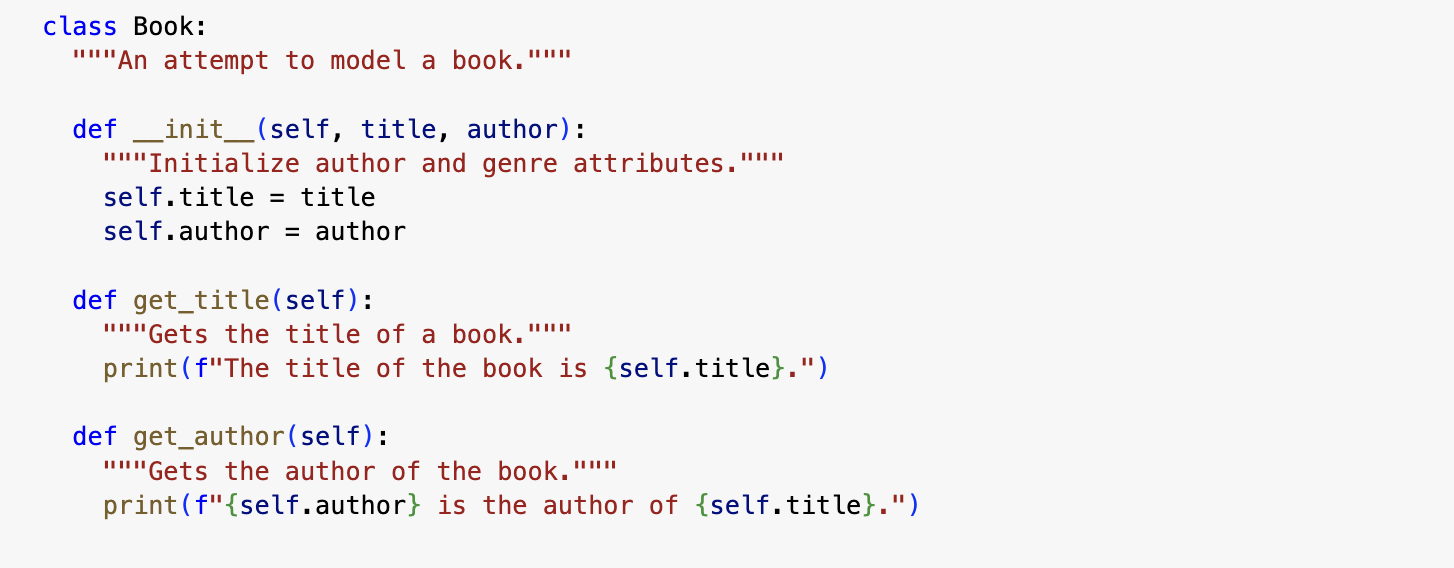 class Book:
  """An attempt to model a book."""

  def __init__(self, title, author):
    """Initialize author and genre attributes."""
    self.title = title
    self.author = author

  def get_title(self):
    """Gets the title of a book."""
    print(f"The title of the book is {self.title}.")

  def get_author(self):
    """Gets the author of the book."""
    print(f"{self.author} is the author of {self.title}.")